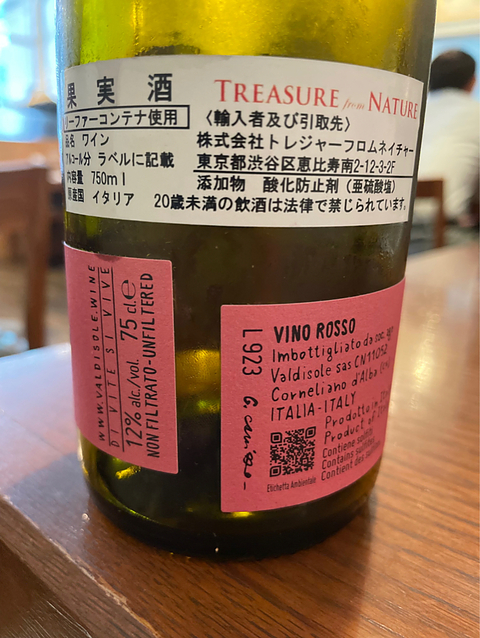 果実酒
TREASURE from NATURE
リーファーコンテナ使用
〈輸入者及び引取先〉
品名 ワイン
株式会社トレジャーフロムネイチャー
アルコール分 ラベルに記載
東京都渋谷区恵比寿南2-12-3-2F
内容量 750ml
添加物 酸化防止剤（亜硫酸塩）
原産国 イタリア
20歳未満の飲酒は法律で禁じられています。
WWW.VALDISOLE.WINE
DI VITE SI VIVE
12% alc./vol. 75 cl.e
NON FILTRATO-UNFILTERED
L923
VINO ROSSO
Imbottigliato da soc. agr
Valdisole sas CN11052
Corneliano d'Alba
ITALIA-ITALY
Prodotto in
Product of
Contiene solfiti
Contains sulfites
Contient des sulfites
Etichetta Ambientale